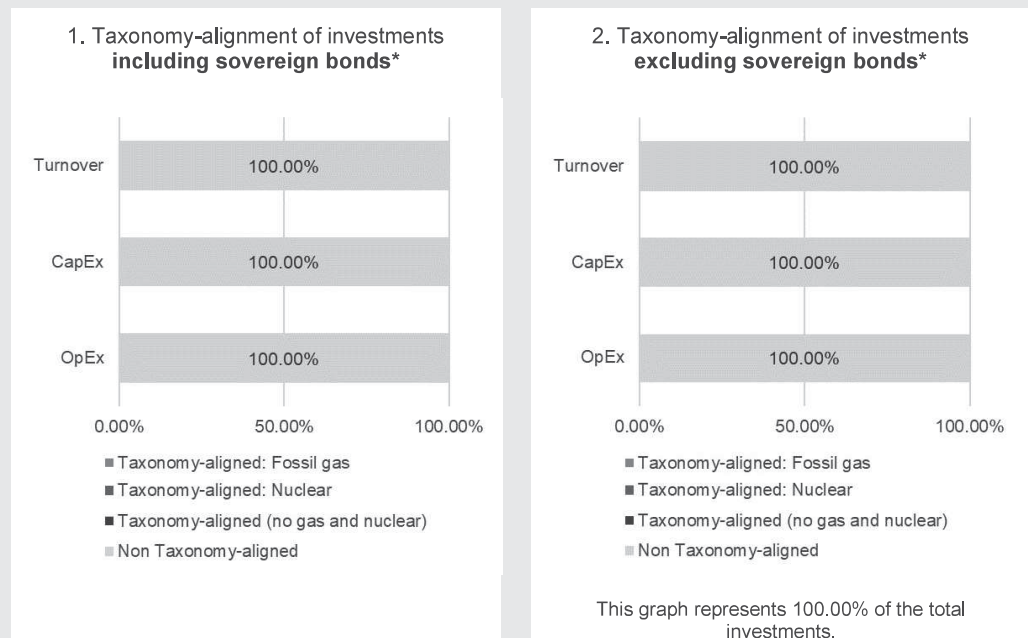 1. Taxonomy-alignment of investments
including sovereign bonds*
Turnover
100.00%
CapEx
100.00%
OpEx
100.00%
0.00%
50.00%
100.00%
Taxonomy-aligned: Fossil gas
Taxonomy-aligned: Nuclear
Taxonomy-aligned (no gas and nuclear)
Non Taxonomy-aligned
2. Taxonomy-alignment of investments
excluding sovereign bonds*
Turnover
100.00%
CapEx
100.00%
OpEx
100.00%
0.00%
50.00%
100.00%
Taxonomy-aligned: Fossil gas
Taxonomy-aligned: Nuclear
Taxonomy-aligned (no gas and nuclear)
Non Taxonomy-aligned
This graph represents 100.00% of the total
investments.